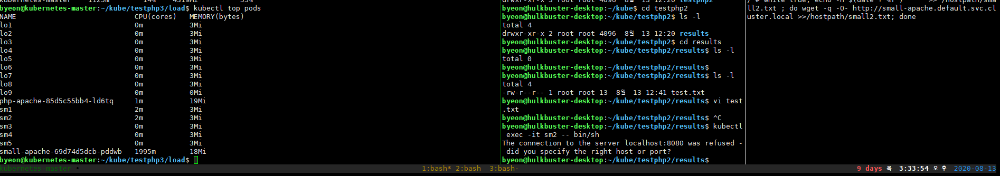 kubernetes-master 1125m 14% 4319Mi 55%
byeon@kubernetes-master:~/kube/testphp3/load$ kubectl top pods
NAME CPU(cores) MEMORY(bytes)
lo1 0m 3Mi
lo2 0m 3Mi
lo3 0m 3Mi
lo4 0m 3Mi
lo5 0m 3Mi
lo6 0m 3Mi
lo7 0m 3Mi
lo8 0m 3Mi
lo9 0m 0Mi
php-apache-85d5c55bb4-ld6tq 1m 19Mi
sm1 2m 3Mi
sm2 2m 3Mi
sm3 0m 3Mi
sm4 0m 3Mi
sm5 0m 3Mi
small-apache-69d74d5dcb-pddwb 1995m 18Mi
byeon@kubernetes-master:~/kube/testphp3/load$
drwxr-xr-x 3 root root 4096 8월 13 12:20 testphp2
byeon@hulkbuster-desktop:~/kube$ cd testphp2
byeon@hulkbuster-desktop:~/kube/testphp2$ ls -l
total 4
drwxr-xr-x 2 root root 4096 8월 13 12:20 results
byeon@hulkbuster-desktop:~/kube/testphp2$ cd results
byeon@hulkbuster-desktop:~/kube/testphp2/results$ ls -l
total 0
byeon@hulkbuster-desktop:~/kube/testphp2/results$
byeon@hulkbuster-desktop:~/kube/testphp2/results$ ls -l
total 4
-rw-r--r-- 1 root root 13 8월 13 12:41 test.txt
byeon@hulkbuster-desktop:~/kube/testphp2/results$ vi test
.txt
byeon@hulkbuster-desktop:~/kube/testphp2/results$ ^C
byeon@hulkbuster-desktop:~/kube/testphp2/results$ kubectl
exec -it sm2 -- bin/sh
The connection to the server localhost:8080 was refused -
did you specify the right host or port?
byeon@hulkbuster-desktop:~/kube/testphp2/results$
/ # while true; echo -n $(date + %T") >> /hostpath/sma
ll2.txt ; do wget -q -O- http://small-apache.default.svc.cl
uster.local >>/hostpath/small2.txt; done
kubernetes-master • 1:bash* 2:bash 3:bash- 9 days 목 3:33:54 오후 2020-08-13